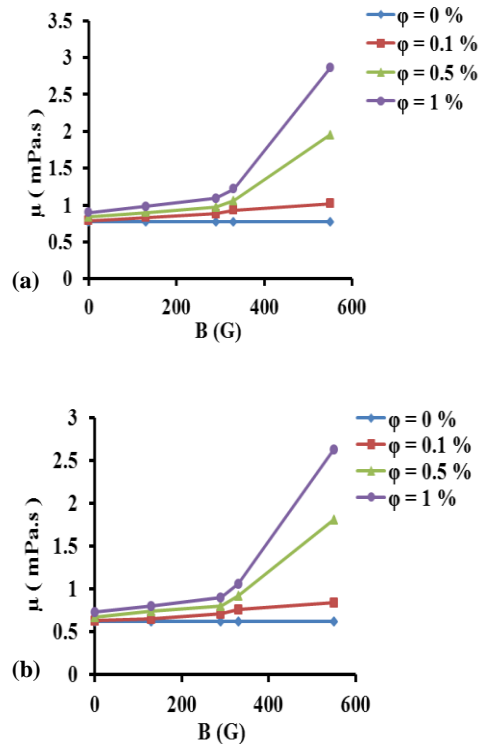 3.5
3
2.5
2
1.5
1
0.5
0
0 200 400 600
μ ( mPa.s )
B (G)
φ = 0 %
φ = 0.1 %
φ = 0.5 %
φ = 1 %
(a)
3
2.5
2
1.5
1
0.5
0
0 200 400 600
μ ( mPa.s )
B (G)
φ = 0 %
φ = 0.1 %
φ = 0.5 %
φ = 1 %
(b)